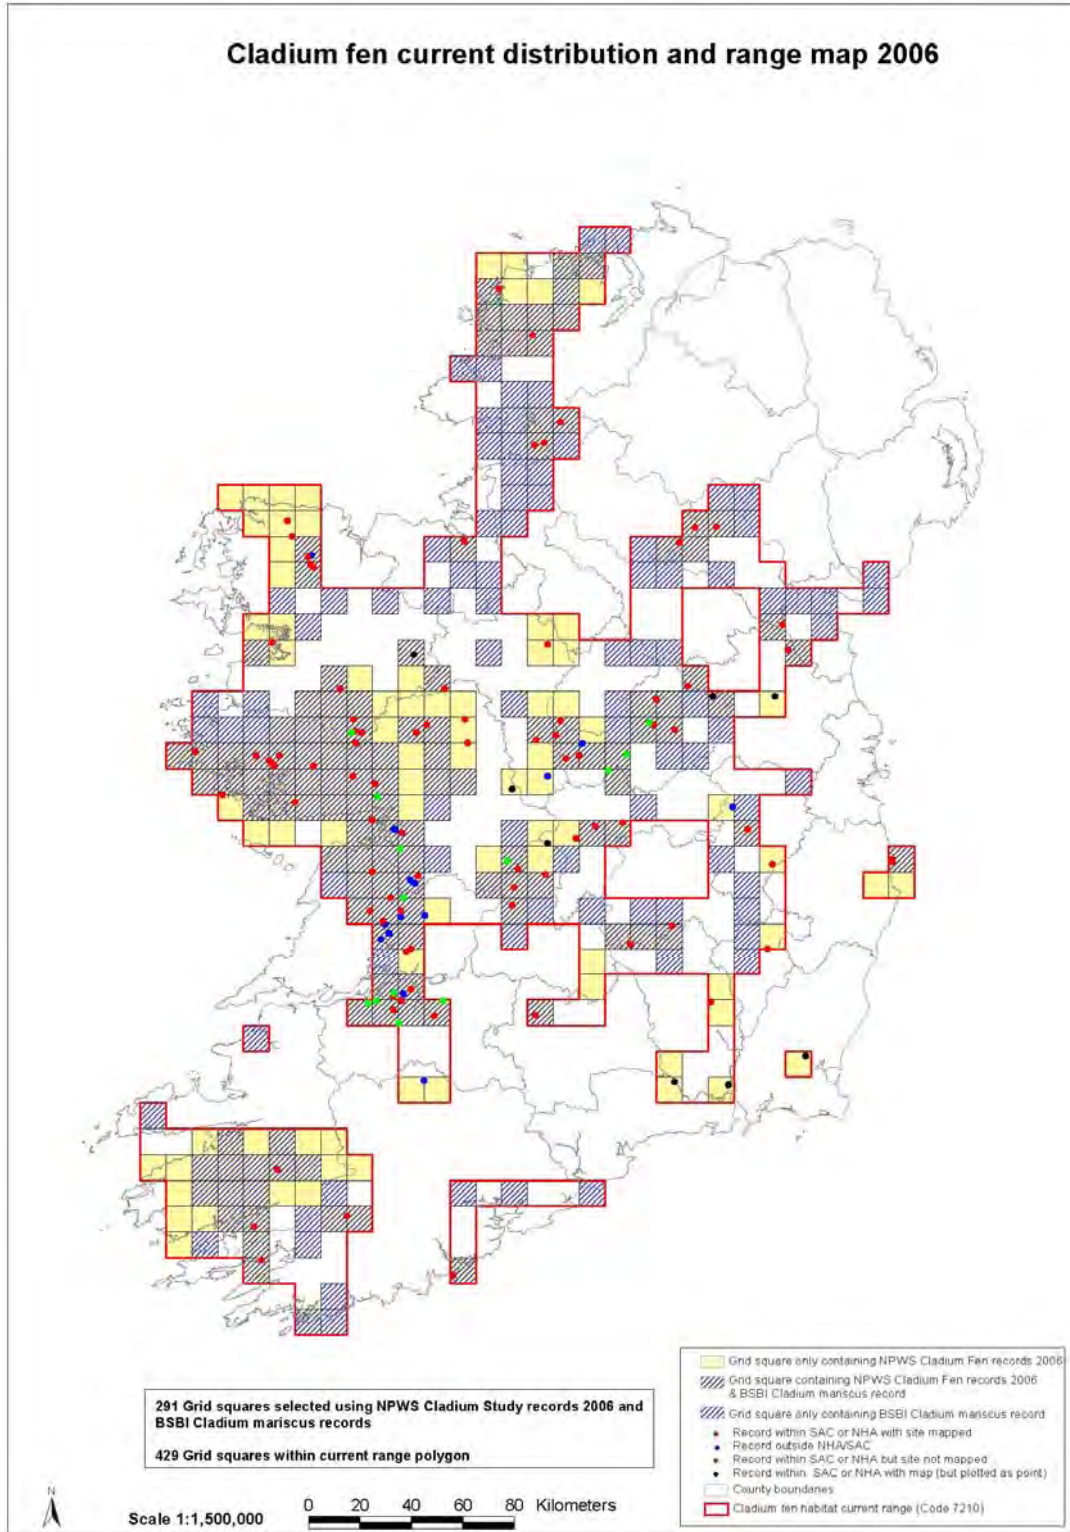 Cladium fen current distribution and range map 2006
291 Grid squares selected using NPWS Cladium Study records 2006 and
BSBI Cladium mariscus records
429 Grid squares within current range polygon
N
Scale 1:1,500,000
0 20 40 60 80 Kilometers
Grid square only containing NPWS Cladium Fen records 2006
Grid square containing NPWS Cladium Fen records 2006
& BSBI Cladium mariscus record
Grid square only containing BSBI Cladium mariscus record
Record within SAC or NHA with site mapped
Record outside NHA/SAC
Record within SAC or NHA but site not mapped
Record within SAC or NHA with map (but plotted as point)
County boundaries
Cladium fen habitat current range (Code 7210)